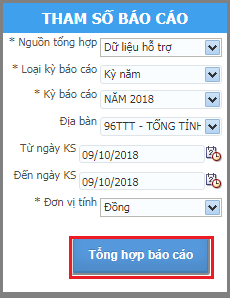 THAM SỐ BÁO CÁO
* Nguồn tổng hợp Dữ liệu hỗ trợ
* Loại kỳ báo cáo Kỳ năm
* Kỳ báo cáo NĂM 2018
Địa bàn 96TTT - TỔNG TỈNH
Từ ngày KS 09/10/2018
Đến ngày KS 09/10/2018
* Đơn vị tính Đồng
Tổng hợp báo cáo